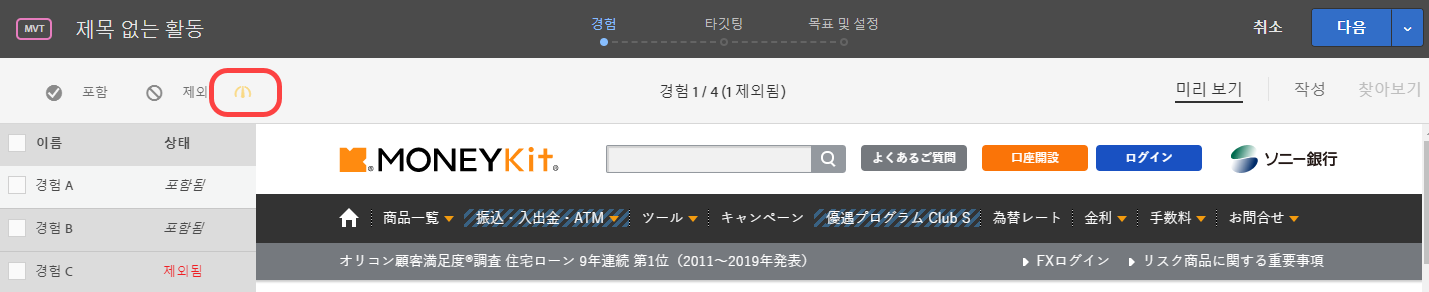 MVT 제목 없는 활동 경험 타깃팅 목표 및 설정 취소 다음
포함 제외 경험 1 / 4 (1 제외됨) 미리 보기 작성 찾아보기
이름 상태
MONEYKit® よくあるご質問 口座開設 ログイン ソニー銀行
경험 A 포함됨
商品一覧 振込・入出金・ATM ツール キャンペーン 優遇プログラム Club S 為替レート 金利 手数料 お問合せ
경험 B 포함됨
オリコン顧客満足度®調査 住宅ローン 9年連続 第1位（2011～2019年発表） FXログイン リスク商品に関する重要事項
경험 C 제외됨